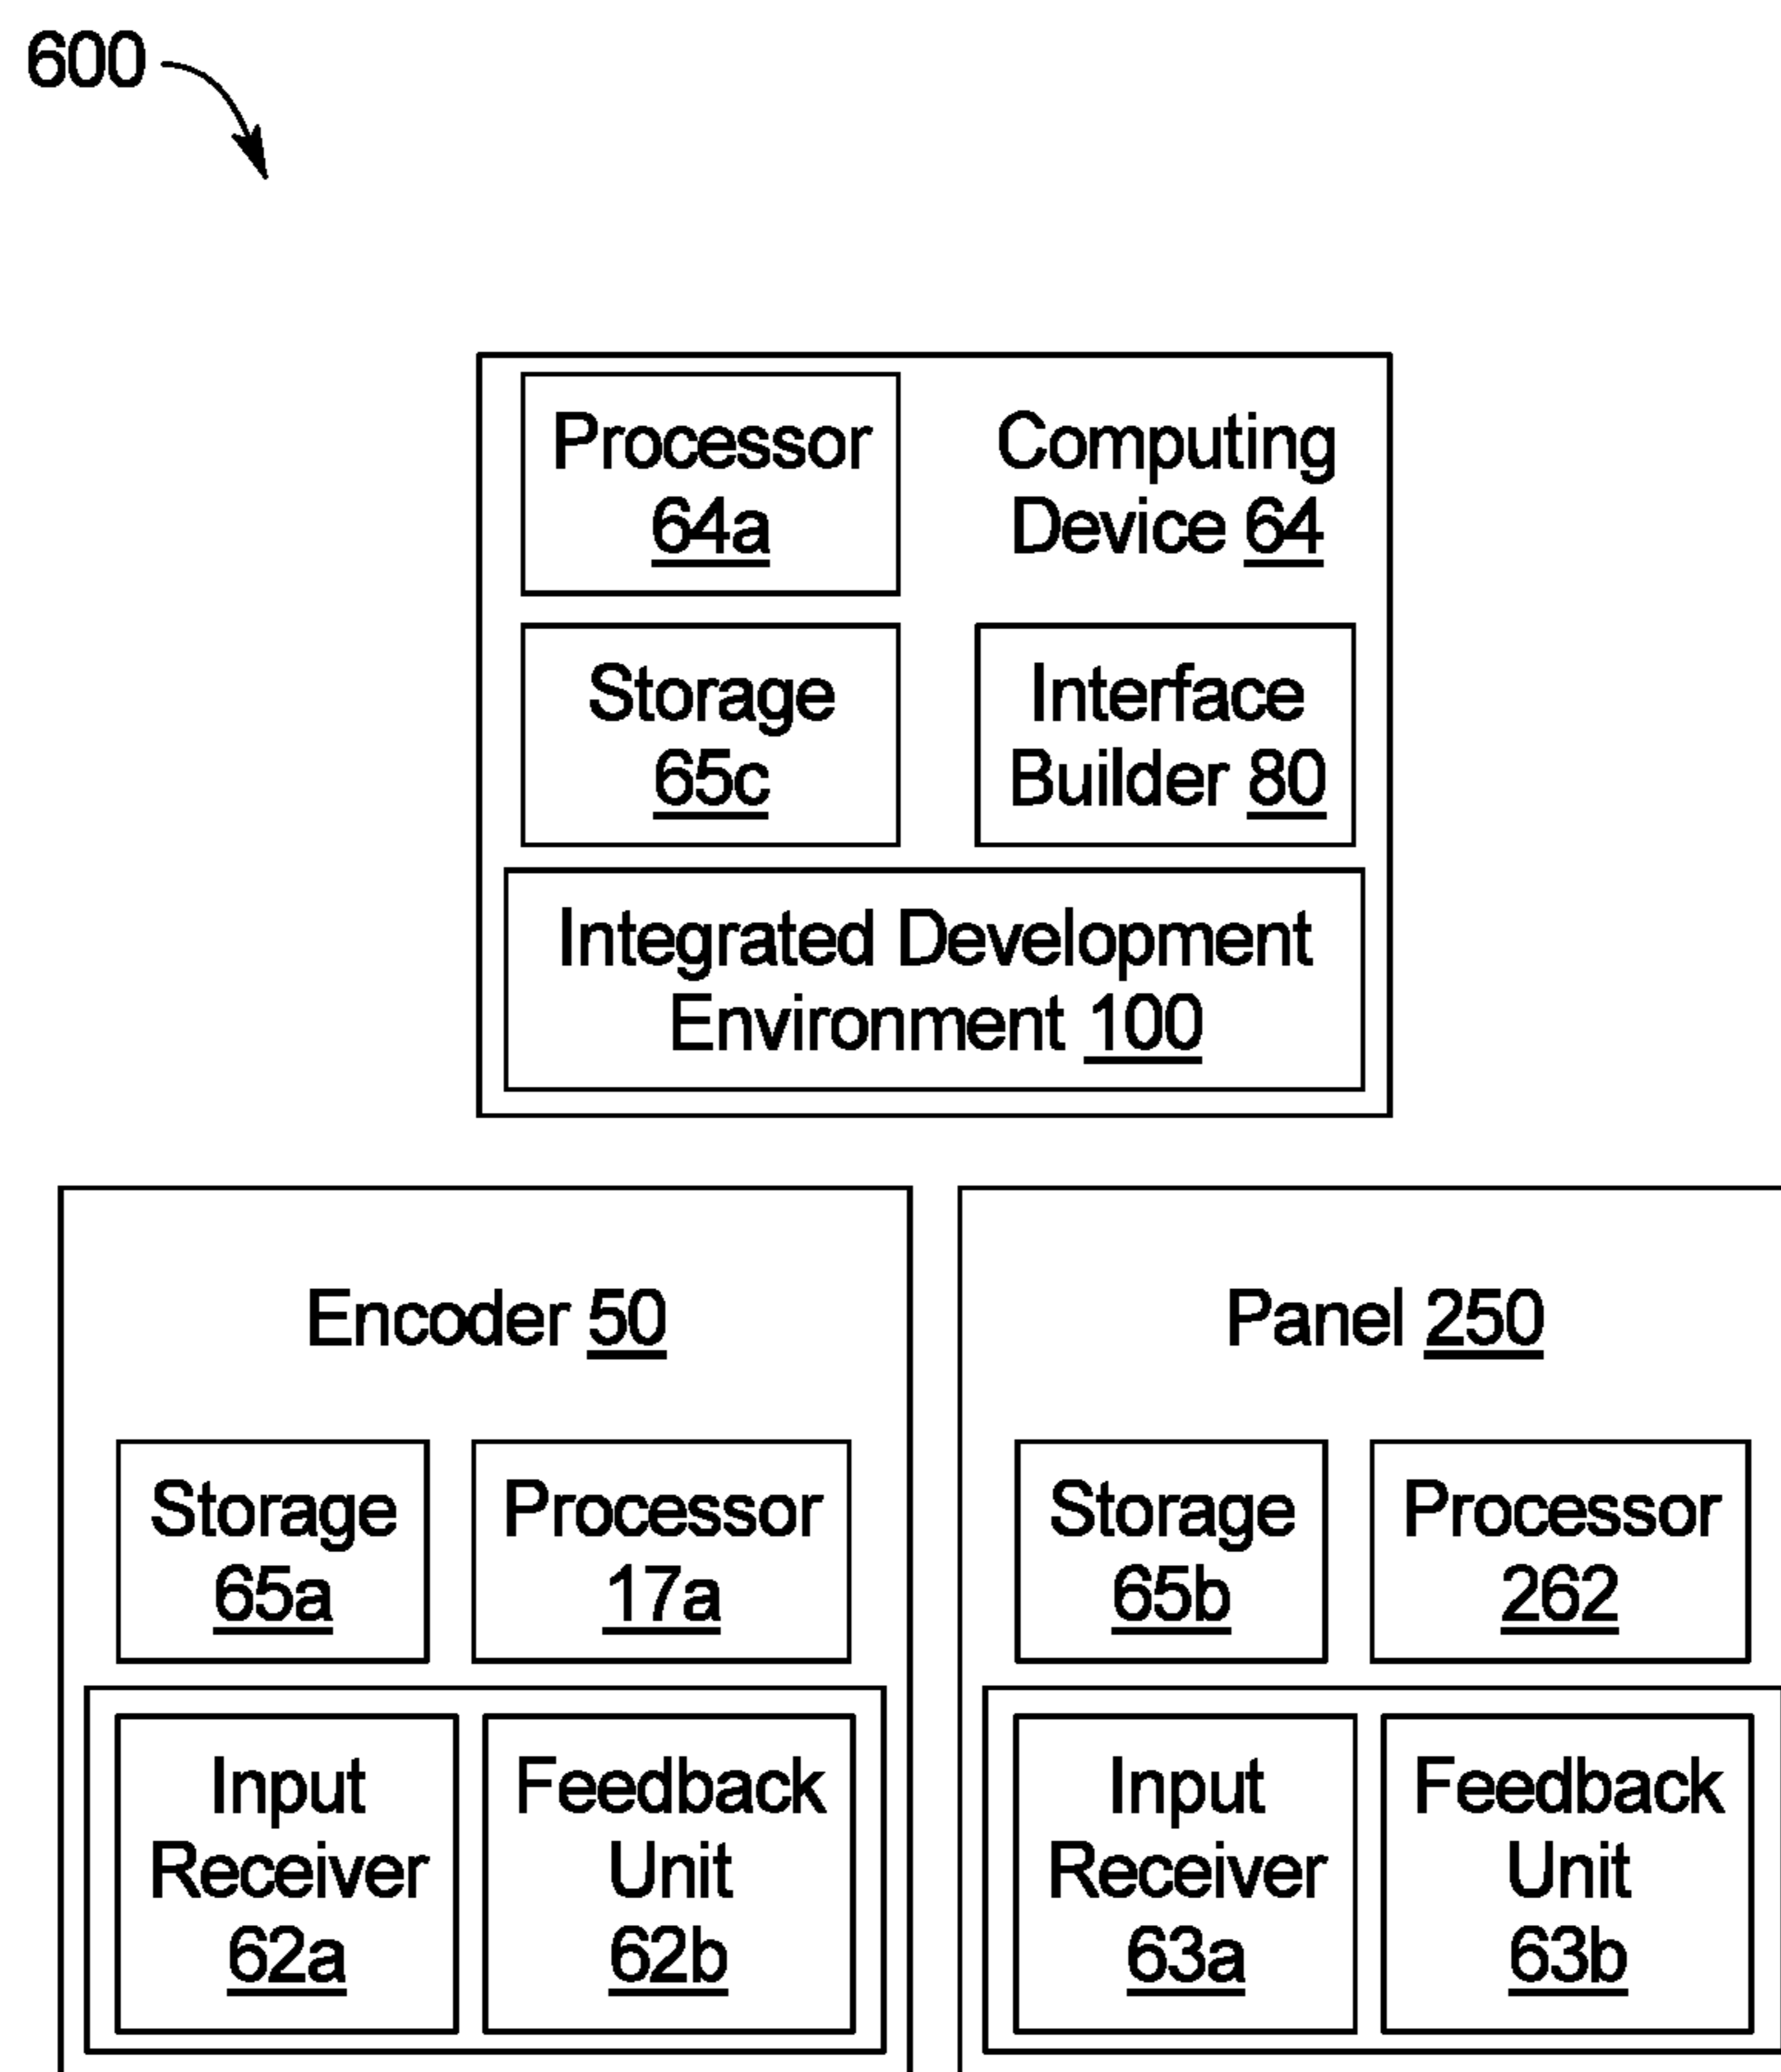 600
Processor
64a
Computing
Device 64
Storage
65c
Interface
Builder 80
Integrated Development
Environment 100
Encoder 50
Storage
65a
Processor
17a
Input
Receiver
62a
Feedback
Unit
62b
Panel 250
Storage
65b
Processor
262
Input
Receiver
63a
Feedback
Unit
63b